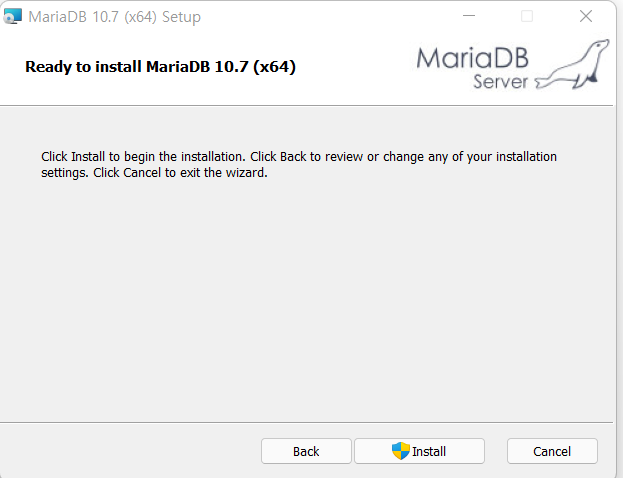 MariaDB 10.7 (x64) Setup
Ready to install MariaDB 10.7 (x64)
MariaDB
Server
Click Install to begin the installation. Click Back to review or change any of your installation
settings. Click Cancel to exit the wizard.
Back
Install
Cancel